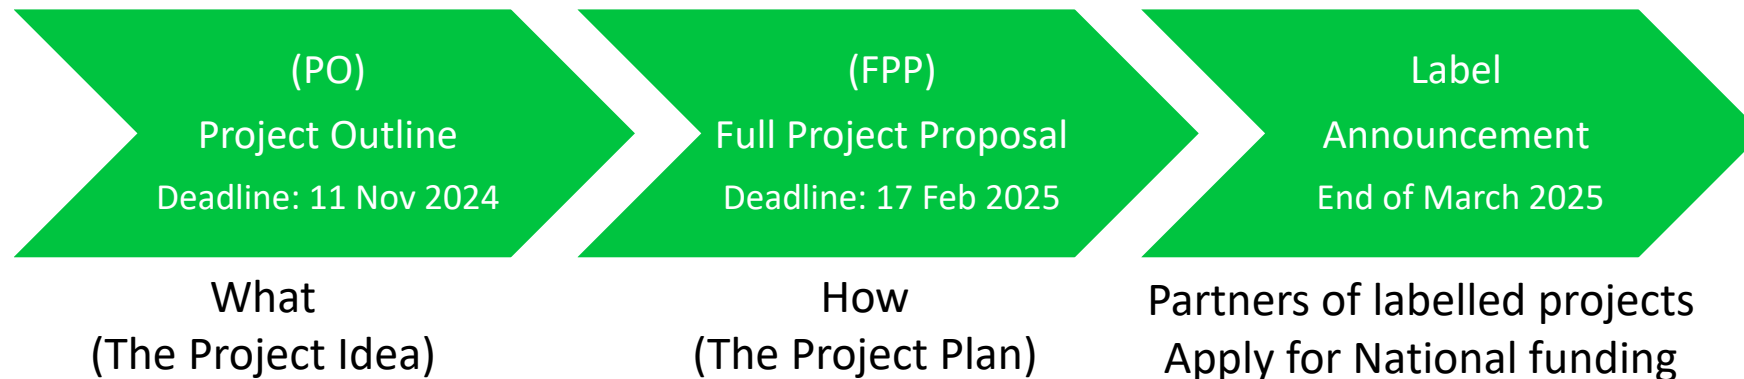 (PO)
Project Outline
Deadline: 11 Nov 2024
What
(The Project Idea)
(FPP)
Full Project Proposal
Deadline: 17 Feb 2025
How
(The Project Plan)
Label
Announcement
End of March 2025
Partners of labelled projects
Apply for National funding